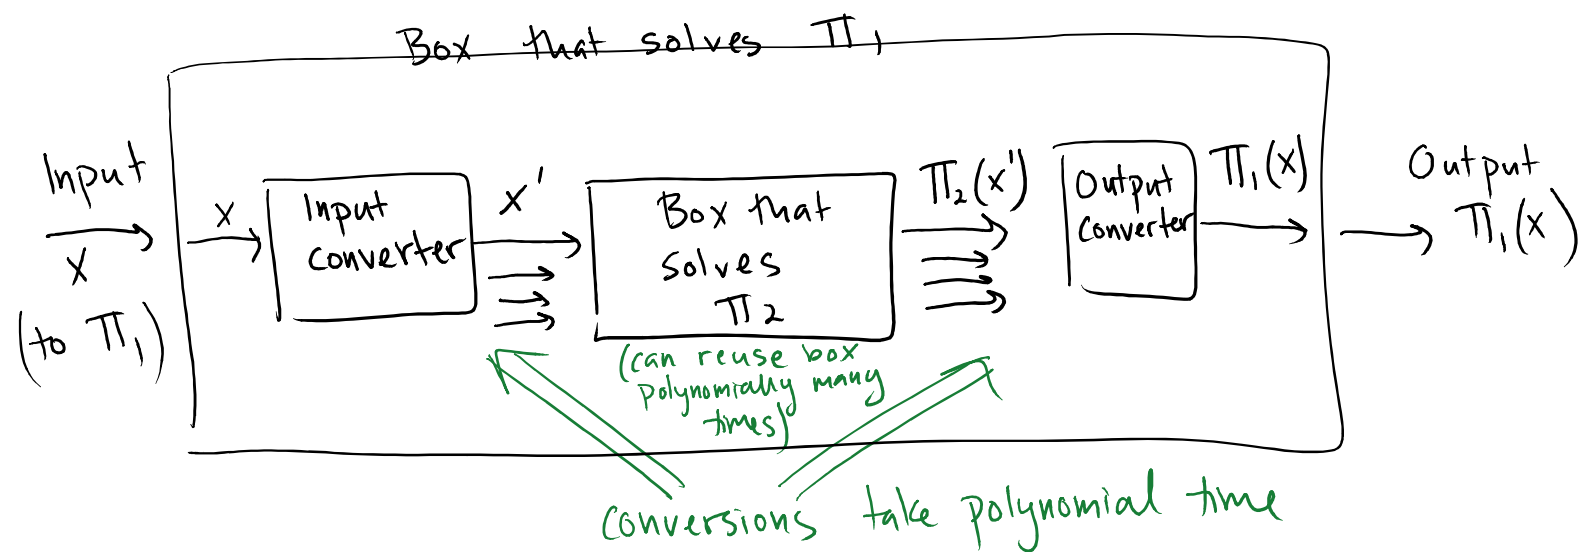 Box that solves Π₁
Input
x
(to Π₁)
x
Input
converter
x'
Box that
solves
Π₂
(can reuse box
polynomially many
times)
Π₂(x')
Output
converter
Π₁(x)
Output
Π₁(x)
conversions take polynomial time